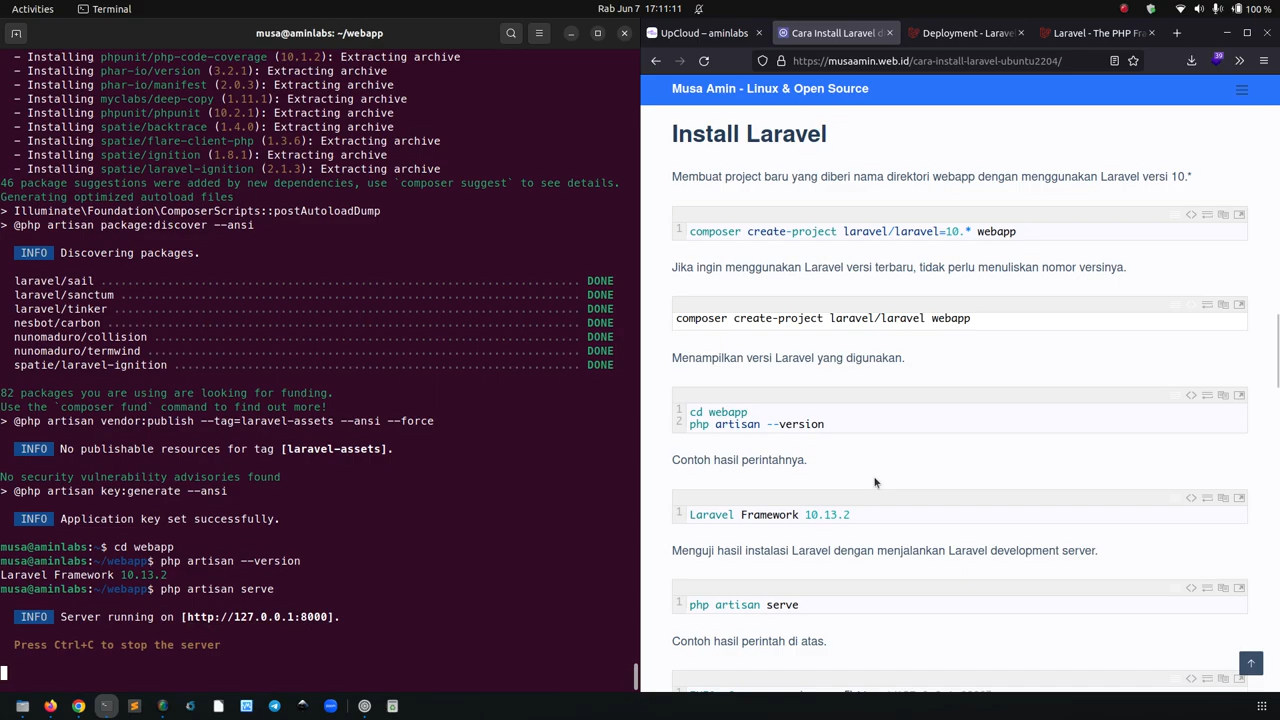 Activities
Terminal
Rab Jun 7 17:11:11
100 %
musa@aminlabs: ~/webapp
- Installing phpunit/php-code-coverage (10.1.2): Extracting archive
- Installing phar-io/version (3.2.1): Extracting archive
- Installing phar-io/manifest (2.0.3): Extracting archive
- Installing myclabs/deep-copy (1.11.1): Extracting archive
- Installing phpunit/phpunit (10.2.1): Extracting archive
- Installing spatie/backtrace (1.4.0): Extracting archive
- Installing spatie/flare-client-php (1.3.6): Extracting archive
- Installing spatie/ignition (1.8.1): Extracting archive
- Installing spatie/laravel-ignition (2.1.3): Extracting archive
46 package suggestions were added by new dependencies, use `composer suggest` to see details.
Generating optimized autoload files
> Illuminate\Foundation\ComposerScripts::postAutoloadDump
> @php artisan package:discover --ansi
INFO Discovering packages.
laravel/sail ........ DONE
laravel/sanctum ........ DONE
laravel/tinker ........ DONE
nesbot/carbon ........ DONE
nunomaduro/collision ........ DONE
nunomaduro/termwind ........ DONE
spatie/laravel-ignition ........ DONE
82 packages you are using are looking for funding.
Use the `composer fund` command to find out more!
> @php artisan vendor:publish --tag=laravel-assets --ansi --force
INFO No publishable resources for tag [laravel-assets].
No security vulnerability advisories found
> @php artisan key:generate --ansi
INFO Application key set successfully.
musa@aminlabs:~$ cd webapp
musa@aminlabs:~/webapp$ php artisan --version
Laravel Framework 10.13.2
musa@aminlabs:~/webapp$ php artisan serve
INFO Server running on [http://127.0.0.1:8000].
Press Ctrl+C to stop the server
UpCloud – aminlabs
Cara Install Laravel d
Deployment - Laravel
Laravel - The PHP Fra
https://musaamin.web.id/cara-install-laravel-ubuntu2204/
39
Musa Amin - Linux & Open Source
Install Laravel
Membuat project baru yang diberi nama direktori webapp dengan menggunakan Laravel versi 10.*
1 composer create-project laravel/laravel=10.* webapp
Jika ingin menggunakan Laravel versi terbaru, tidak perlu menuliskan nomor versinya.
composer create-project laravel/laravel webapp
Menampilkan versi Laravel yang digunakan.
1 cd webapp
2 php artisan --version
Contoh hasil perintahnya.
1 Laravel Framework 10.13.2
Menguji hasil instalasi Laravel dengan menjalankan Laravel development server.
1 php artisan serve
Contoh hasil perintah di atas.